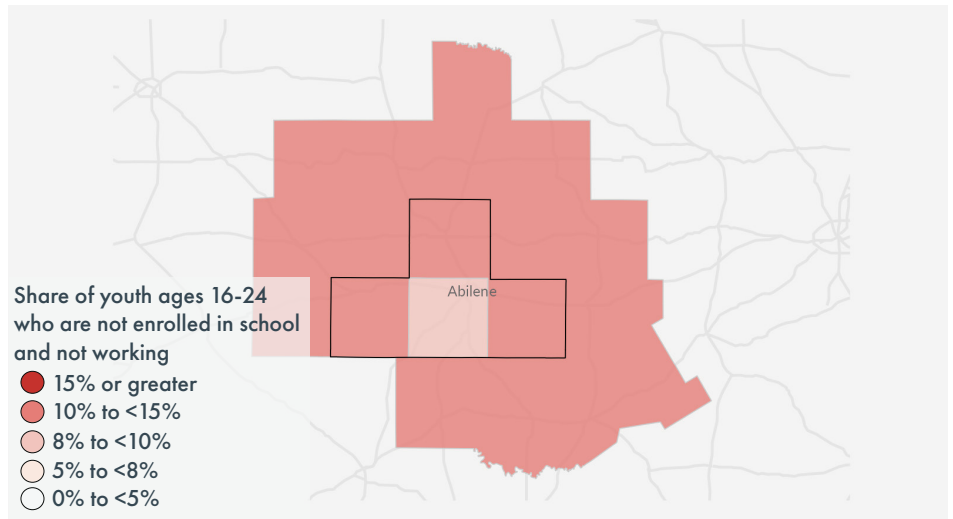 Abilene
Share of youth ages 16-24
who are not enrolled in school
and not working
15% or greater
10% to <15%
8% to <10%
5% to <8%
0% to <5%